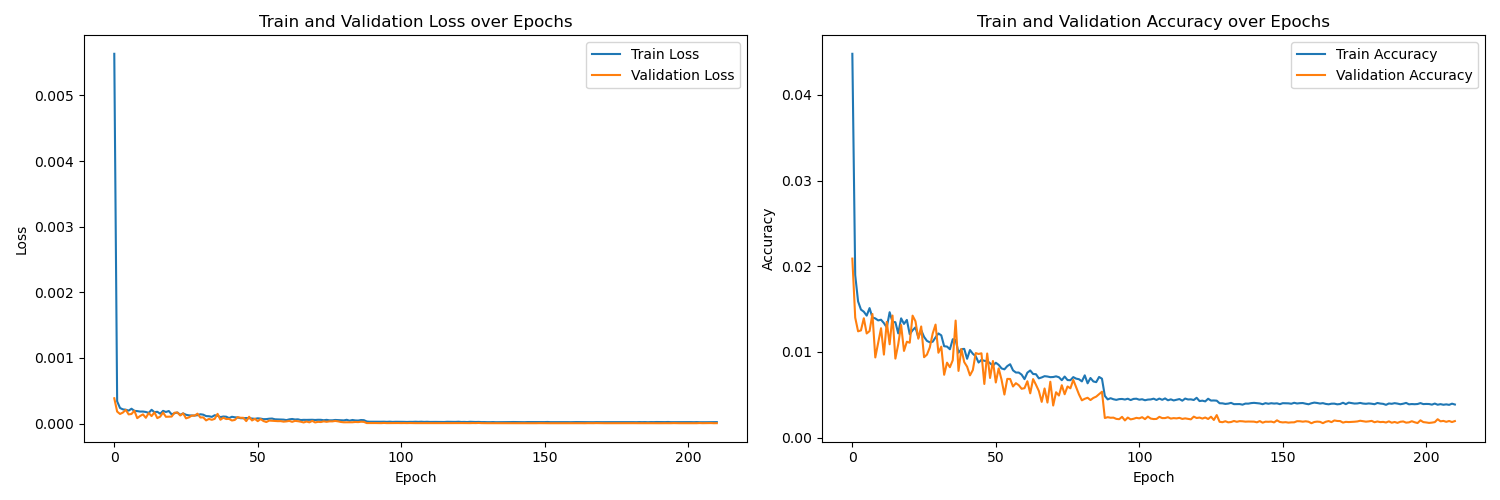 Train and Validation Loss over Epochs
Train Loss
Validation Loss
0.005
0.004
0.003
0.002
0.001
0.000
Loss
0
50
100
150
200
Epoch
Train and Validation Accuracy over Epochs
Train Accuracy
Validation Accuracy
0.04
0.03
0.02
0.01
0.00
Accuracy
0
50
100
150
200
Epoch